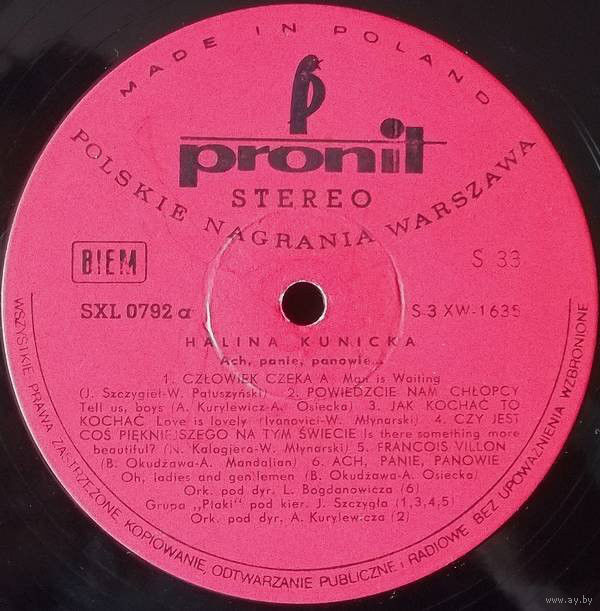 MADE IN POLAND
pronit
STEREO
POLSKIE NAGRANIA WARSZAWA
BIEM
S 33
SXL 0792 a
S 3 XW-1635
HALINA KUNICKA
Ach, panie, panowie...
1. CZŁOWIEK CZEKA A Man is Waiting
(J. Szczygieł-W. Patuszyński) 2. POWIEDZCIE NAM CHŁOPCY
Tell us, boys (A. Kurylewicz-A. Osiecka) 3. JAK KOCHAĆ TO
KOCHAĆ Love is lovely (Ivanovici-W. Młynarski) 4. CZY JEST
COŚ PIĘKNIEJSZEGO NA TYM ŚWIECIE Is there something more
beautiful? (N. Kalogjera-W. Młynarski) 5. FRANCOIS VILLON
(B. Okudżawa-A. Mandalian) 6. ACH, PANIE, PANOWIE
Oh, ladies and gentlemen (B. Okudżawa-A. Osiecka)
Ork. pod dyr. L. Bogdanowicza (6)
Grupa „Ptaki" pod kier. J. Szczygła (1,3,4,5)
Ork. pod dyr. A. Kurylewicza (2)
WSZYSTKIE PRAWA ZASTRZEŻONE. KOPIOWANIE, ODTWARZANIE PUBLICZNE i RADIOWE BEZ UPOWAŻNIENIA WZBRONIONE
www.ay.by